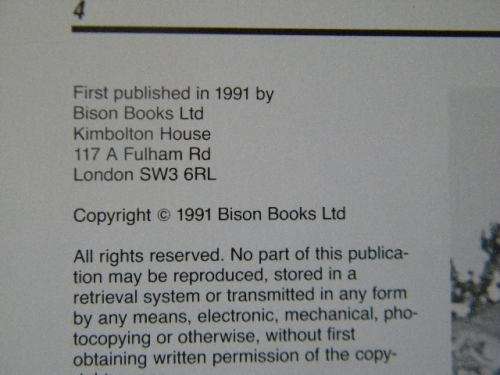 4
First published in 1991 by
Bison Books Ltd
Kimbolton House
117 A Fulham Rd
London SW3 6RL
Copyright © 1991 Bison Books Ltd
All rights reserved. No part of this publica-
tion may be reproduced, stored in a
retrieval system or transmitted in any form
by any means, electronic, mechanical, pho-
tocopying or otherwise, without first
obtaining written permission of the copy-